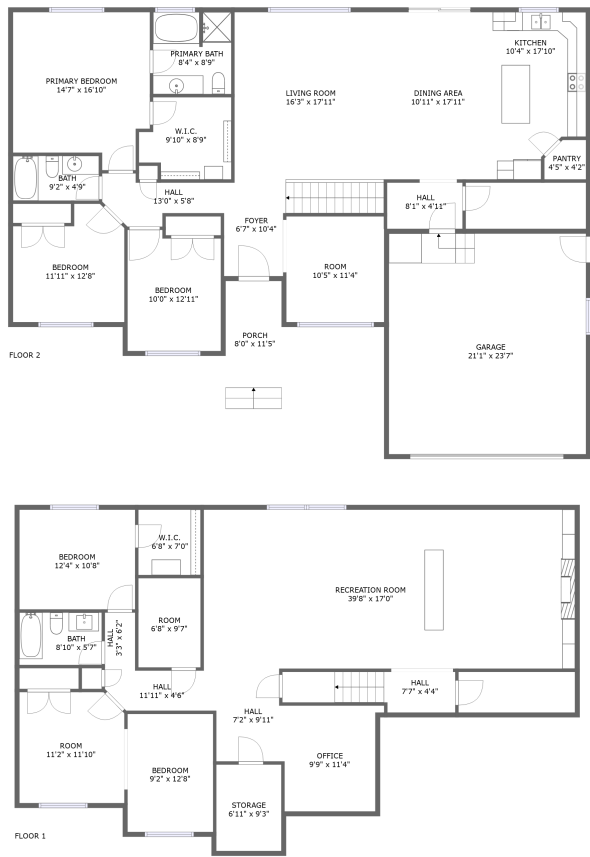 PRIMARY BATH
8'4" x 8'9"
KITCHEN
10'4" x 17'10"
PRIMARY BEDROOM
14'7" x 16'10"
LIVING ROOM
16'3" x 17'11"
DINING AREA
10'11" x 17'11"
W.I.C.
9'10" x 8'9"
PANTRY
4'5" x 4'2"
BATH
9'2" x 4'9"
HALL
13'0" x 5'8"
HALL
8'1" x 4'11"
FOYER
6'7" x 10'4"
BEDROOM
11'11" x 12'8"
ROOM
10'5" x 11'4"
BEDROOM
10'0" x 12'11"
PORCH
8'0" x 11'5"
GARAGE
21'1" x 23'7"
FLOOR 2
W.I.C.
6'8" x 7'0"
BEDROOM
12'4" x 10'8"
RECREATION ROOM
39'8" x 17'0"
ROOM
6'8" x 9'7"
BATH
8'10" x 5'7"
HALL
3'3" x 6'2"
HALL
11'11" x 4'6"
HALL
7'7" x 4'4"
HALL
7'2" x 9'11"
ROOM
11'2" x 11'10"
OFFICE
9'9" x 11'4"
BEDROOM
9'2" x 12'8"
STORAGE
6'11" x 9'3"
FLOOR 1